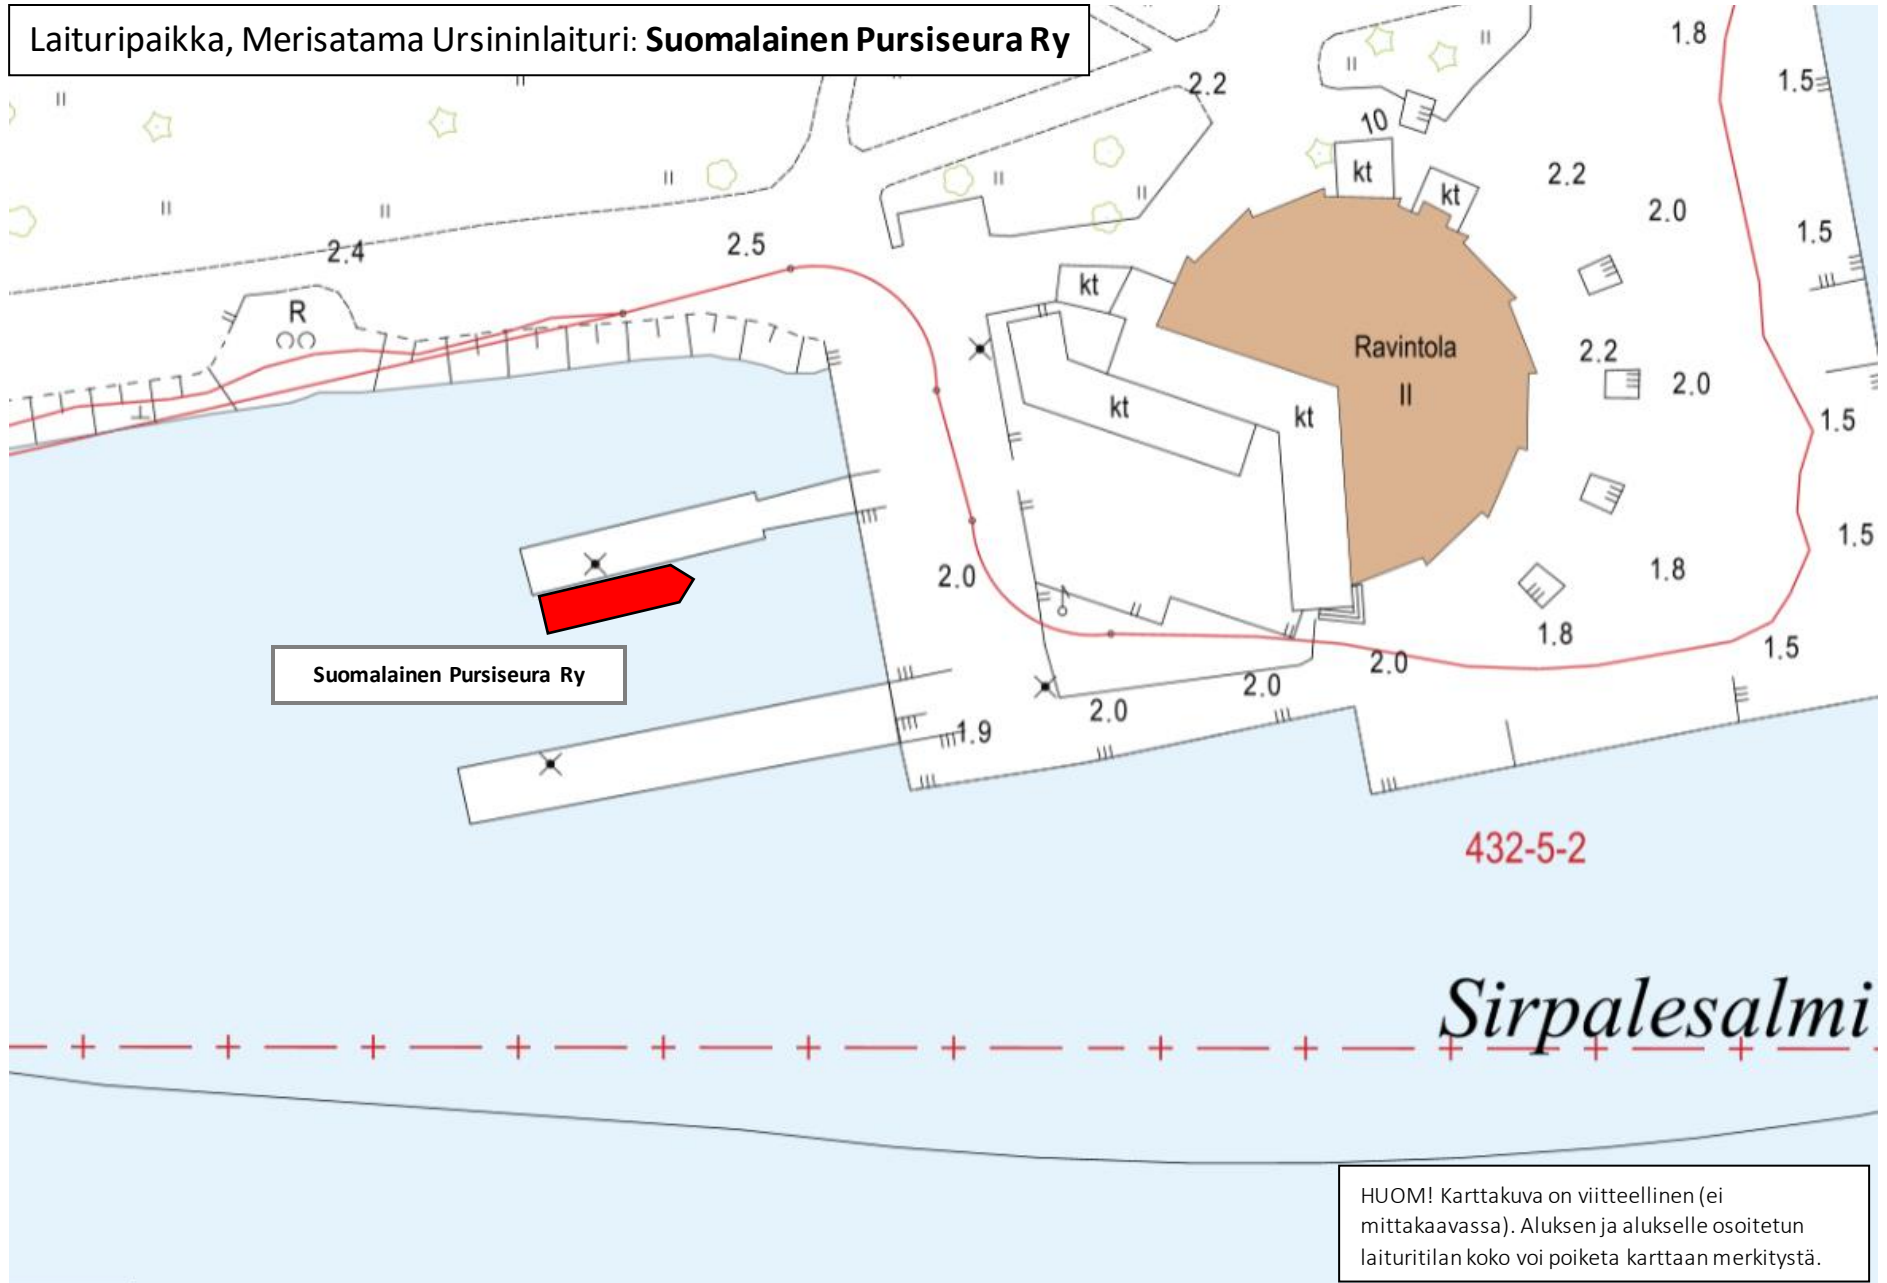 Laituripaikka, Merisatama Ursininlaituri: Suomalainen Pursiseura Ry
1.8
1.5
2.2
10
kt
kt
2.2
2.0
1.5
2.4
2.5
R
kt
Ravintola
II
2.2
2.0
kt
kt
1.5
1.5
2.0
1.8
1.8
1.5
Suomalainen Pursiseura Ry
2.0
2.0
2.0
1.9
432-5-2
Sirpalesalmi
HUOM! Karttakuva on viitteellinen (ei
mittakaavassa). Aluksen ja alukselle osoitetun
laituritilan koko voi poiketa karttaan merkitystä.